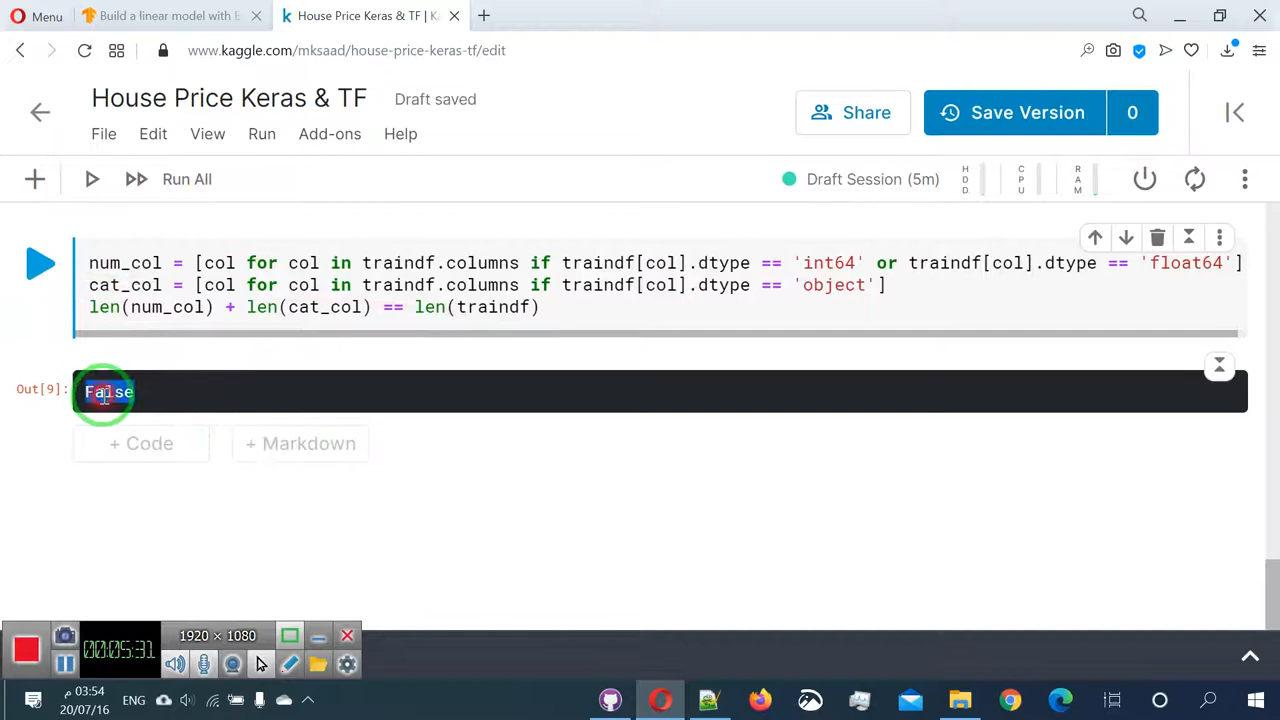 Menu
Build a linear model with E
House Price Keras & TF | Ka
www.kaggle.com/mksaad/house-price-keras-tf/edit
House Price Keras & TF
Draft saved
Share
Save Version
0
File Edit View Run Add-ons Help
Run All
Draft Session (5m)
HDD
CPU
RAM
num_col = [col for col in traindf.columns if traindf[col].dtype == 'int64' or traindf[col].dtype == 'float64']
cat_col = [col for col in traindf.columns if traindf[col].dtype == 'object']
len(num_col) + len(cat_col) == len(traindf)
Out[9]:
False
+ Code
+ Markdown
1920 × 1080
00:05:31
03:54 م
ENG
20/07/16